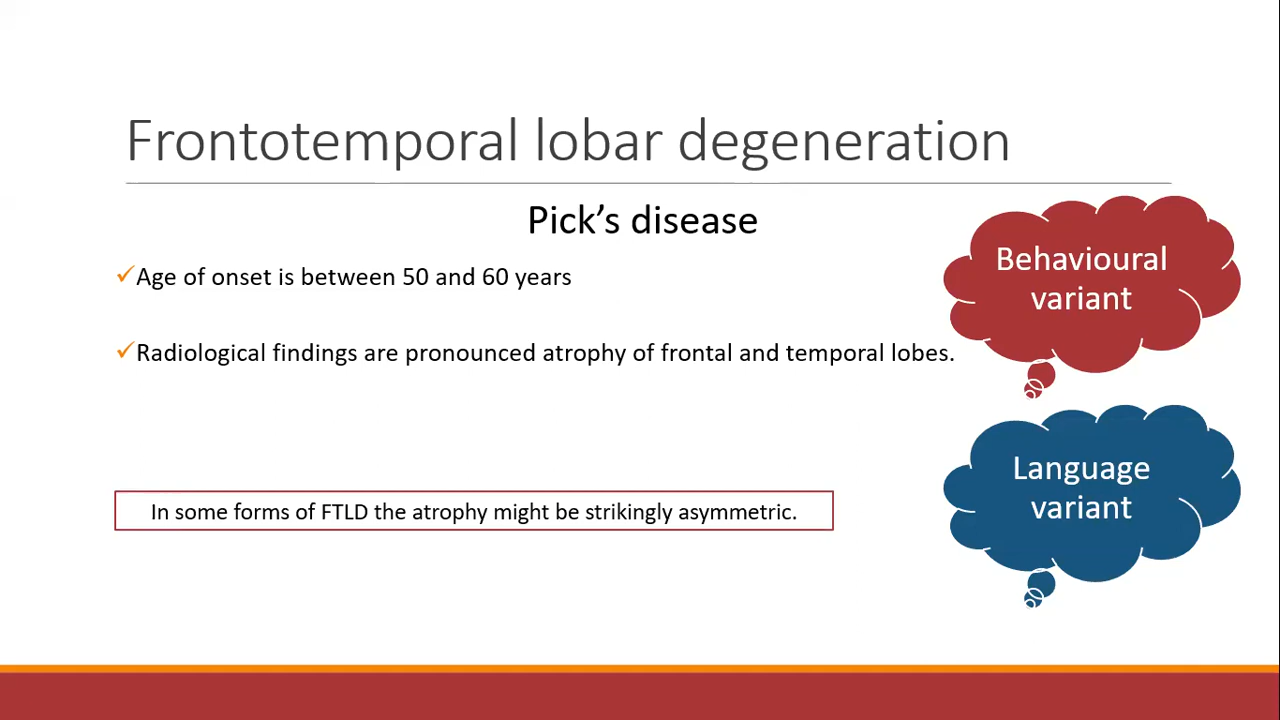 Frontotemporal lobar degeneration
Pick’s disease
Age of onset is between 50 and 60 years
Radiological findings are pronounced atrophy of frontal and temporal lobes.
In some forms of FTLD the atrophy might be strikingly asymmetric.
Behavioural
variant
Language
variant